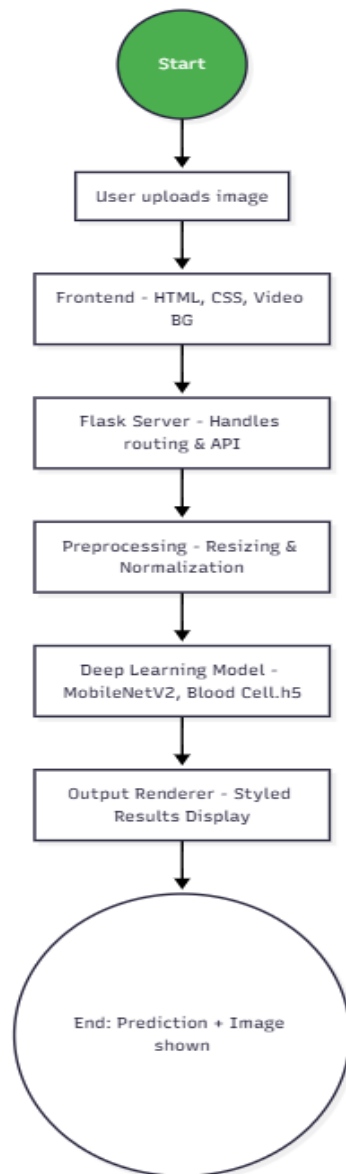 Start
User uploads image
Frontend - HTML, CSS, Video
BG
Flask Server - Handles
routing & API
Preprocessing - Resizing &
Normalization
Deep Learning Model -
MobileNetV2, Blood Cell.h5
Output Renderer - Styled
Results Display
End: Prediction + Image
shown